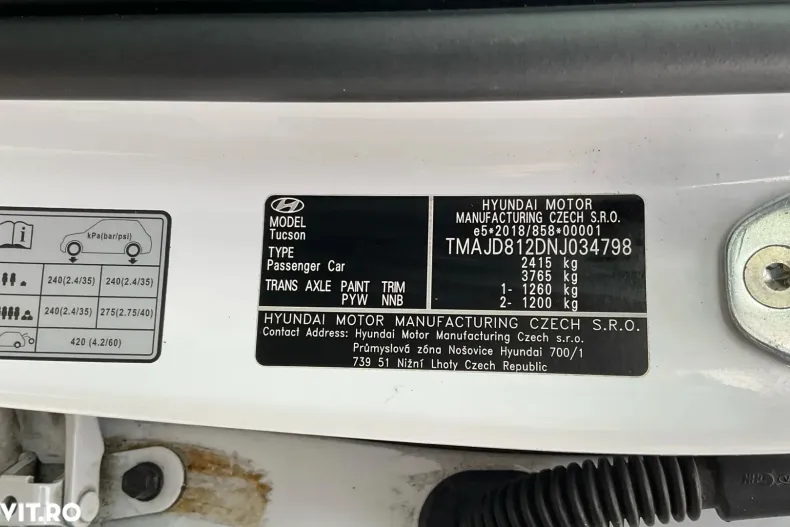 kPa(bar/psi)
240(2.4/35) 240(2.4/35)
240(2.4/35) 275(2.75/40)
420 (4.2/60)
MODEL
Tucson
TYPE
Passenger Car
TRANS AXLE PAINT TRIM
PYW NNB
HYUNDAI MOTOR
MANUFACTURING CZECH S.R.O.
e5*2018/858*00001
TMAJD812DNJ034798
2415 kg
3765 kg
1- 1260 kg
2- 1200 kg
HYUNDAI MOTOR MANUFACTURING CZECH S.R.O.
Contact Address: Hyundai Motor Manufacturing Czech s.r.o.
Průmyslová zóna Nošovice Hyundai 700/1
739 51 Nižní Lhoty Czech Republic
VIT.RO